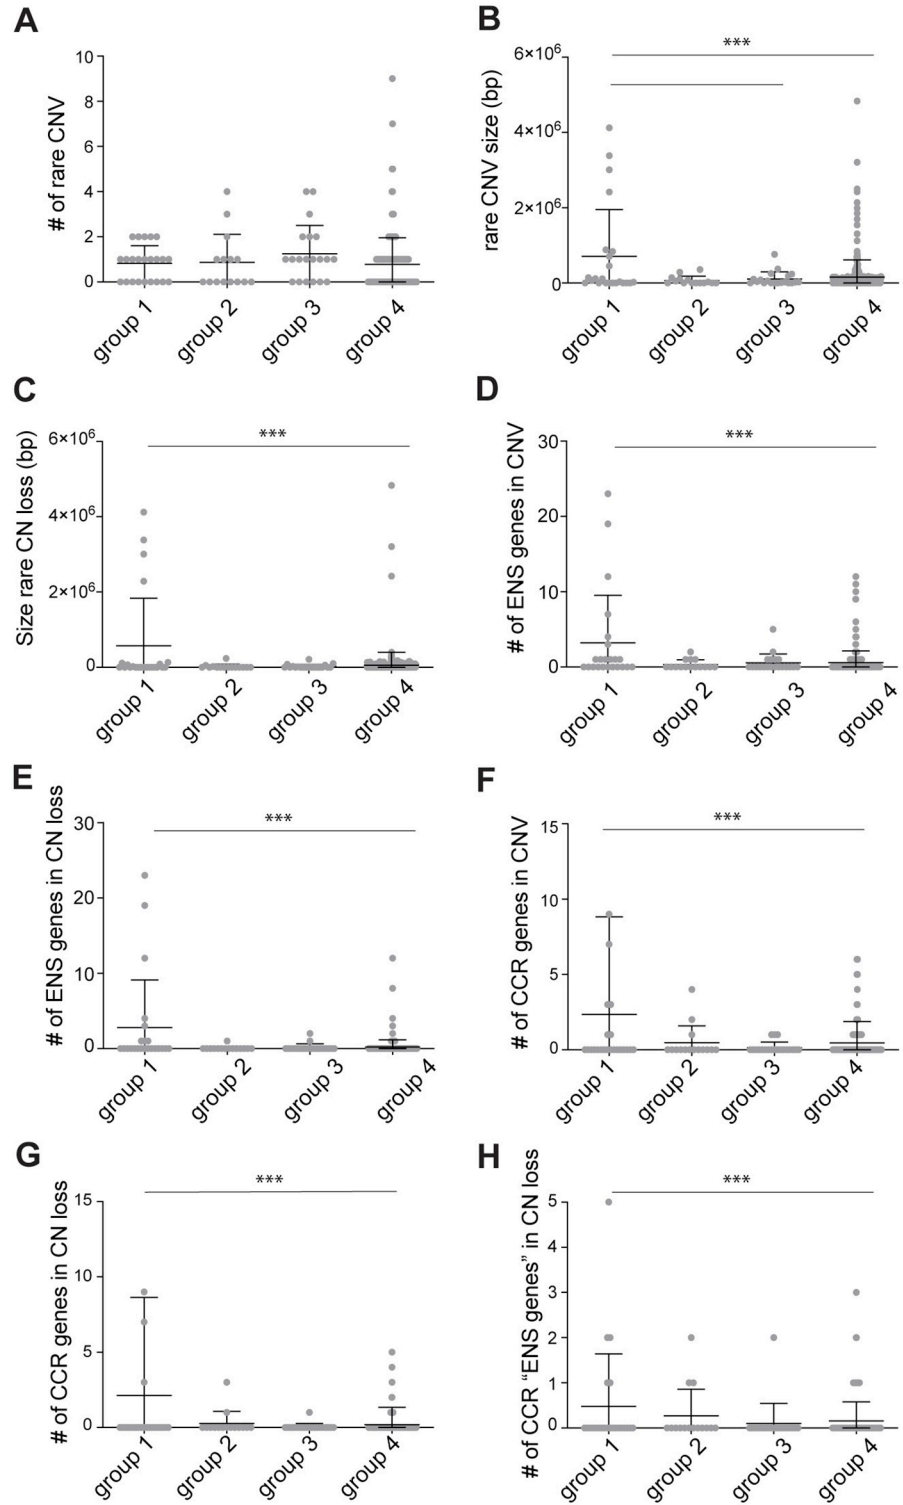 A
# of rare CNV
10
8
6
4
2
0
group 1
group 2
group 3
group 4
B
rare CNV size (bp)
6×10⁶
4×10⁶
2×10⁶
0
***
group 1
group 2
group 3
group 4
C
Size rare CN loss (bp)
6×10⁶
4×10⁶
2×10⁶
0
***
group 1
group 2
group 3
group 4
D
# of ENS genes in CNV
30
20
10
0
***
group 1
group 2
group 3
group 4
E
# of ENS genes in CN loss
30
20
10
0
***
group 1
group 2
group 3
group 4
F
# of CCR genes in CNV
15
10
5
0
***
group 1
group 2
group 3
group 4
G
# of CCR genes in CN loss
15
10
5
0
***
group 1
group 2
group 3
group 4
H
# of CCR “ENS genes” in CN loss
5
4
3
2
1
0
***
group 1
group 2
group 3
group 4